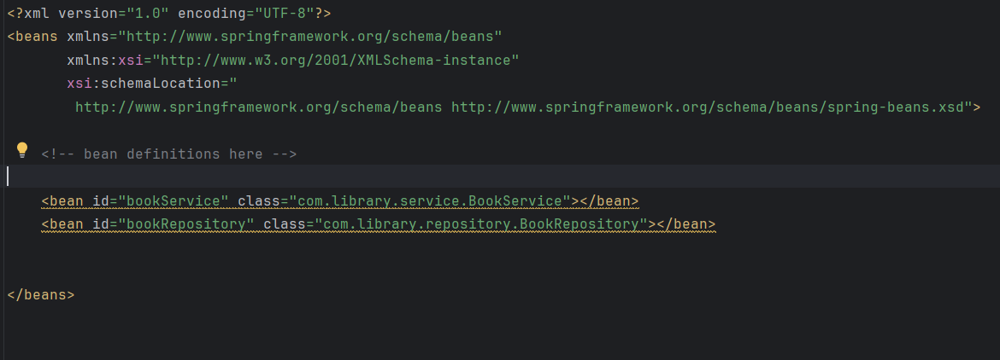 <?xml version="1.0" encoding="UTF-8"?>
<beans xmlns="http://www.springframework.org/schema/beans"
xmlns:xsi="http://www.w3.org/2001/XMLSchema-instance"
xsi:schemaLocation="
http://www.springframework.org/schema/beans http://www.springframework.org/schema/beans/spring-beans.xsd">
<!-- bean definitions here -->
<bean id="bookService" class="com.library.service.BookService"></bean>
<bean id="bookRepository" class="com.library.repository.BookRepository"></bean>
</beans>